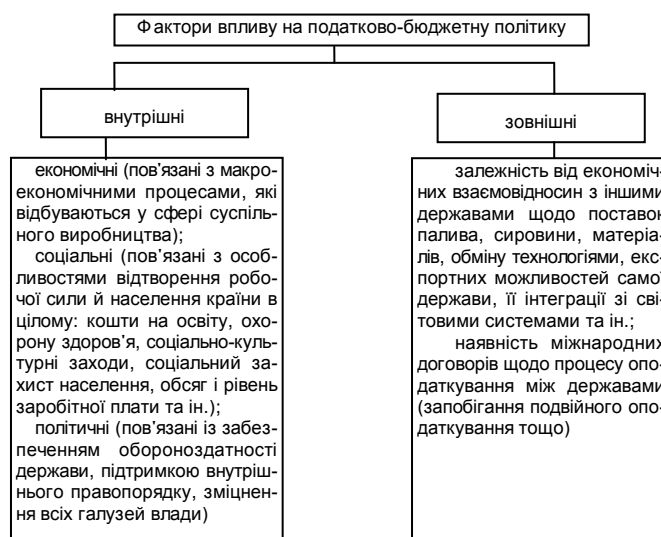 Фактори впливу на податково-бюджетну політику
внутрішні
зовнішні
економічні (пов'язані з макро-
економічними процесами, які
відбуваються у сфері суспіль-
ного виробництва);
соціальні (пов'язані з особ-
ливостями відтворення робо-
чої сили й населення країни в
цілому: кошти на освіту, охо-
рону здоров'я, соціально-куль-
турні заходи, соціальний за-
хист населення, обсяг і рівень
заробітної плати та ін.);
політичні (пов'язані із забез-
печенням обороноздатності
держави, підтримкою внутріш-
нього правопорядку, зміцнен-
ня всіх галузей влади)
залежність від економіч-
них взаємовідносин з іншими
державами щодо поставок
палива, сировини, матеріа-
лів, обміну технологіями, екс-
портних можливостей самої
держави, її інтеграції зі сві-
товими системами та ін.;
наявність міжнародних
договорів щодо процесу опо-
даткування між державами
(запобігання подвійного опо-
даткування тощо)